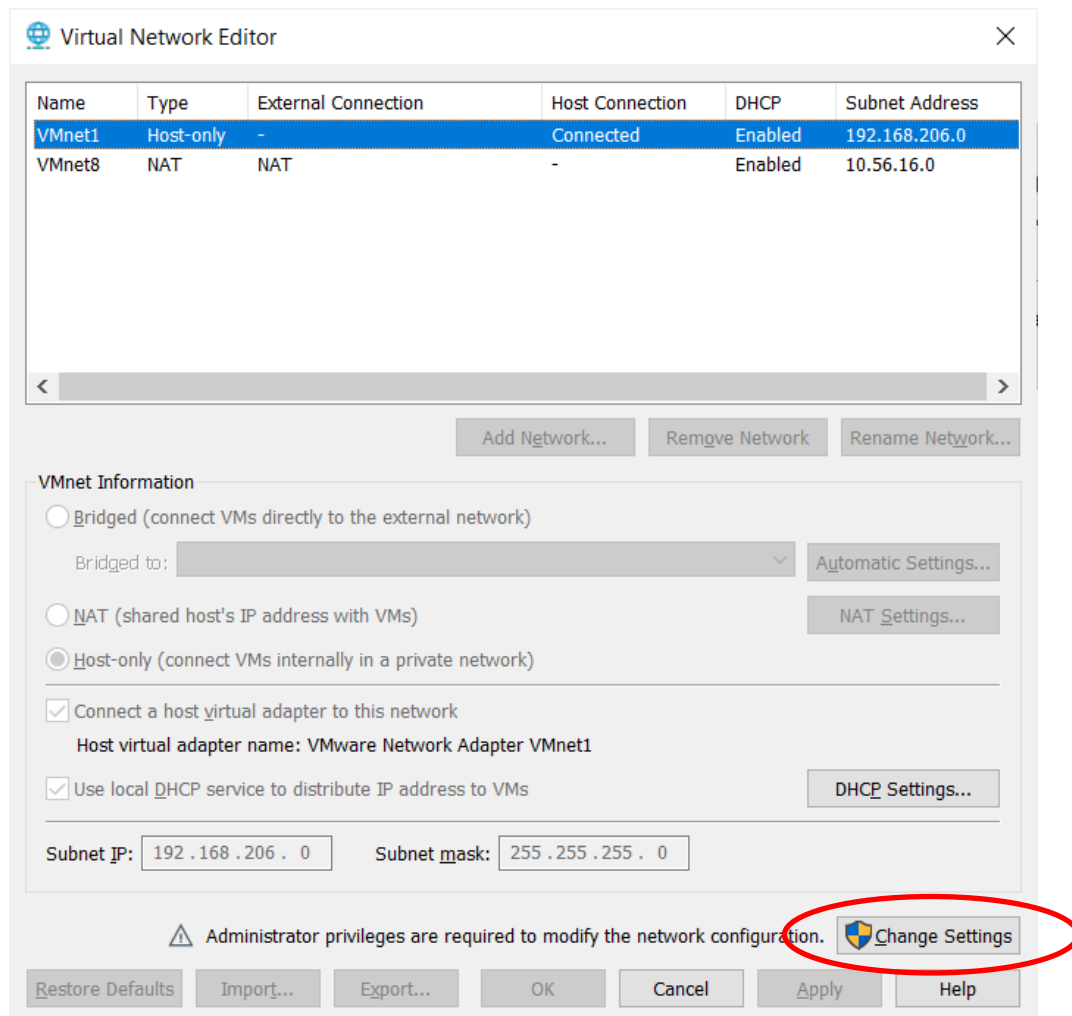 Virtual Network Editor
Name Type External Connection Host Connection DHCP Subnet Address
VMnet1 Host-only - Connected Enabled 192.168.206.0
VMnet8 NAT NAT - Enabled 10.56.16.0
Add Network... Remove Network Rename Network...
VMnet Information
Bridged (connect VMs directly to the external network)
Bridged to: Automatic Settings...
NAT (shared host's IP address with VMs) NAT Settings...
Host-only (connect VMs internally in a private network)
Connect a host virtual adapter to this network
Host virtual adapter name: VMware Network Adapter VMnet1
Use local DHCP service to distribute IP address to VMs DHCP Settings...
Subnet IP: 192 . 168 . 206 . 0 Subnet mask: 255 . 255 . 255 . 0
Administrator privileges are required to modify the network configuration. Change Settings
Restore Defaults Import... Export... OK Cancel Apply Help